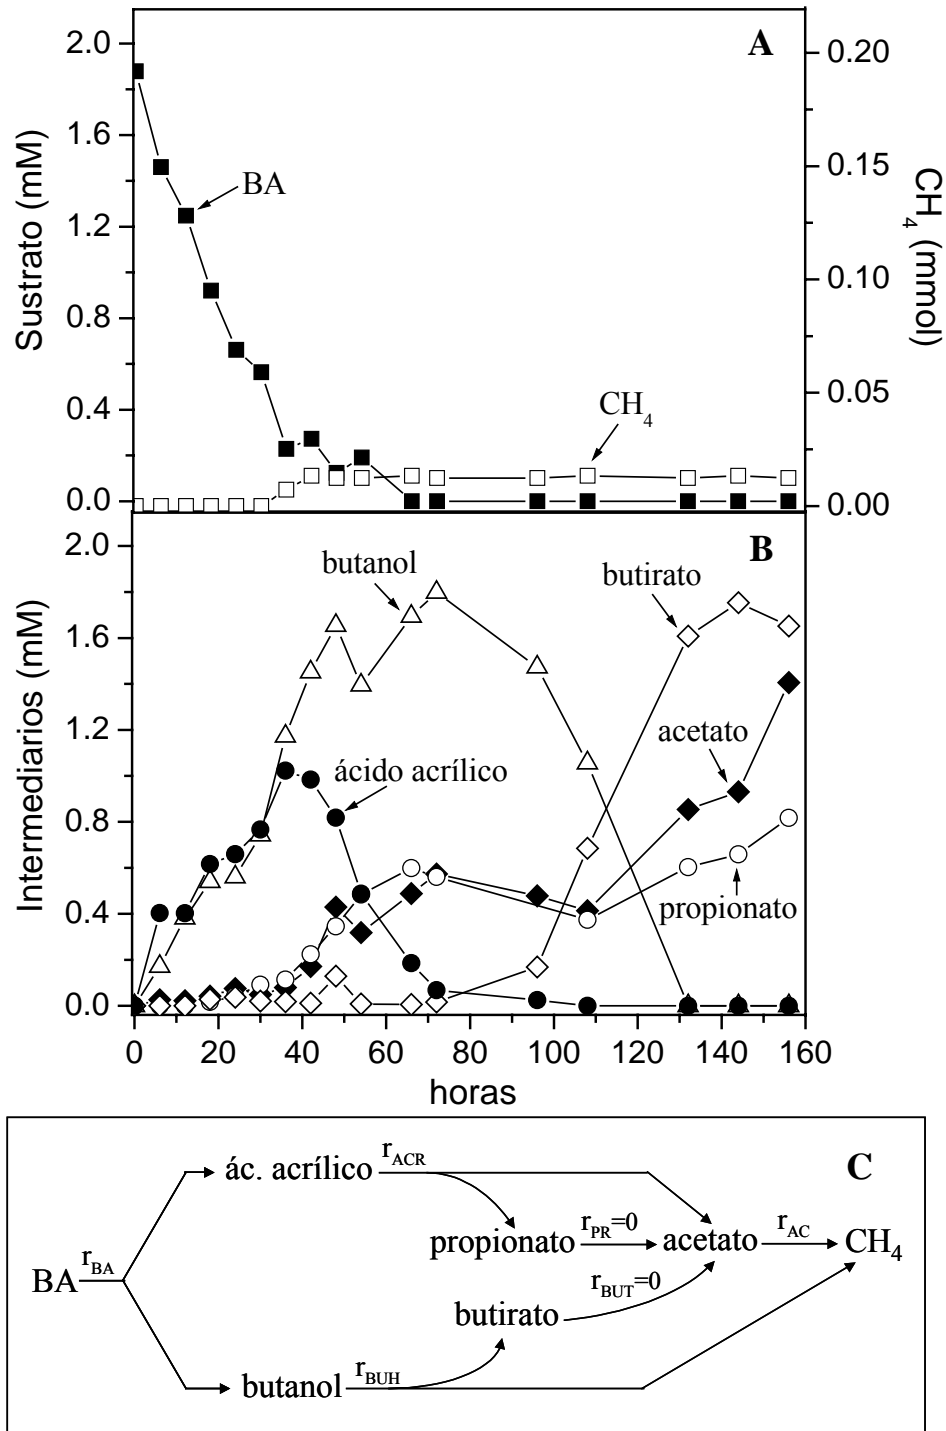 A
Sustrato (mM)
2.0
1.6
1.2
0.8
0.4
0.0
BA
CH4
0.20
0.15
0.10
0.05
0.00
CH4 (mmol)
B
Intermediarios (mM)
2.0
1.6
1.2
0.8
0.4
0.0
butanol
butirato
ácido acrílico
acetato
propionato
0 20 40 60 80 100 120 140 160
horas
C
ác. acrílico rACR
propionato rPR=0 acetato rAC CH4
BA rBA
rBUT=0
butirato
butanol rBUH